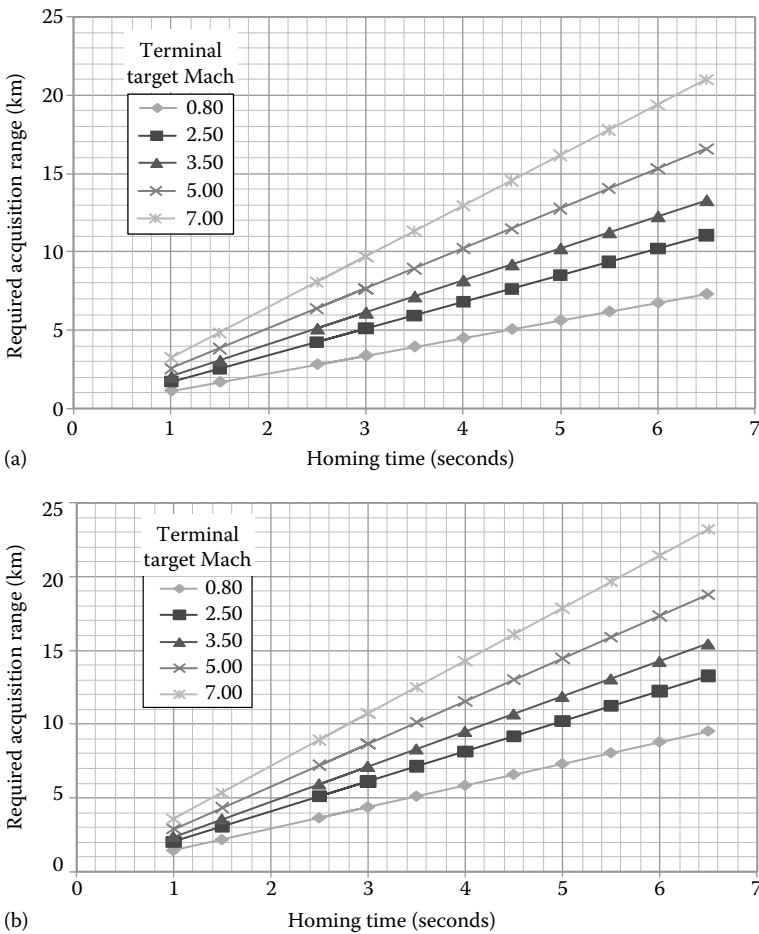 25
20
15
10
5
0
Required acquisition range (km)
Terminal
target Mach
0.80
2.50
3.50
5.00
7.00
0 1 2 3 4 5 6 7
(a) Homing time (seconds)
25
20
15
10
5
0
Required acquisition range (km)
Terminal
target Mach
0.80
2.50
3.50
5.00
7.00
0 1 2 3 4 5 6 7
(b) Homing time (seconds)